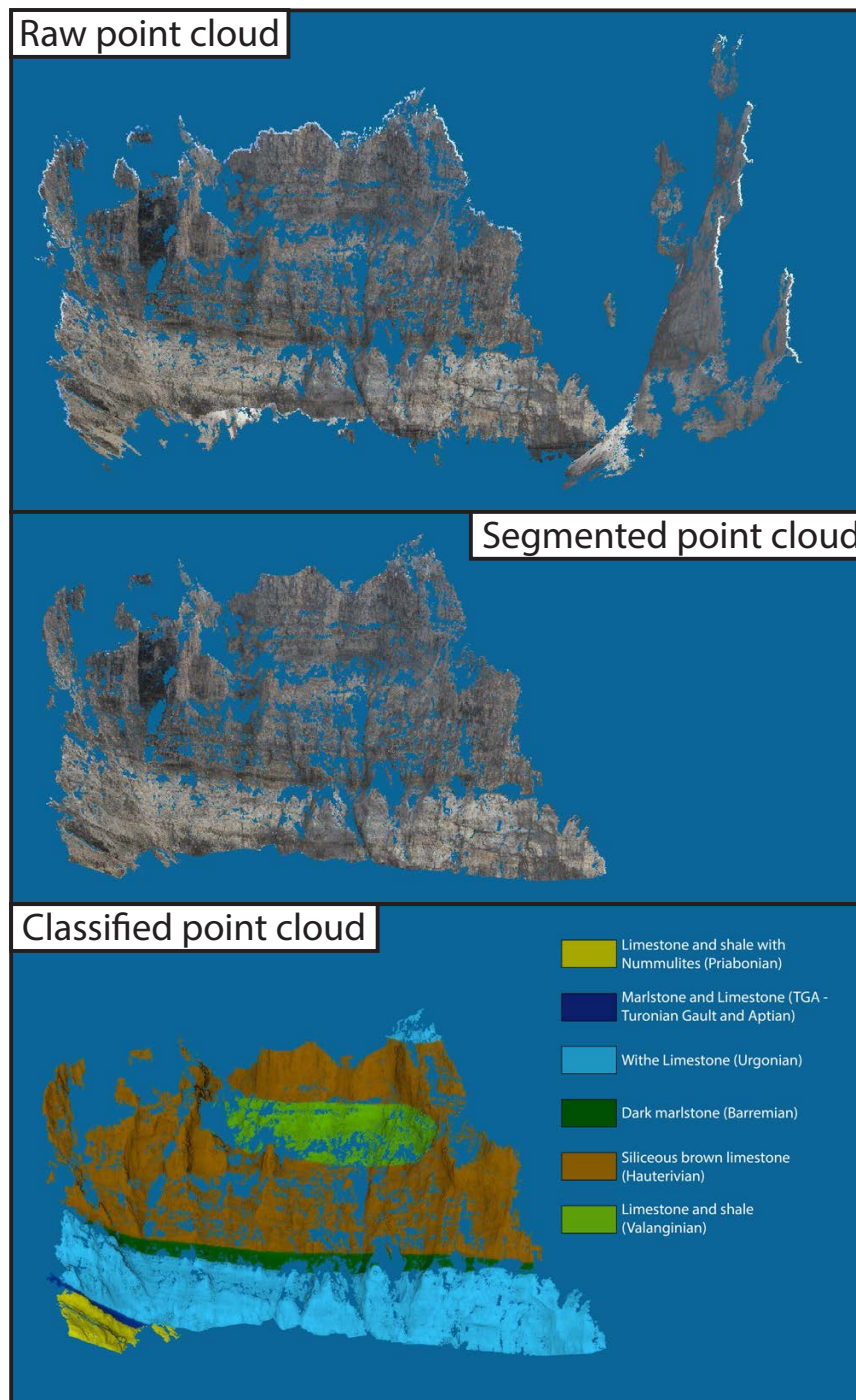 Raw point cloud
Segmented point cloud
Classified point cloud
Limestone and shale with
Nummulites (Priabonian)
Marlstone and Limestone (TGA -
Turonian Gault and Aptian)
Withe Limestone (Urgonian)
Dark marlstone (Barremian)
Siliceous brown limestone
(Hauterivian)
Limestone and shale
(Valanginian)